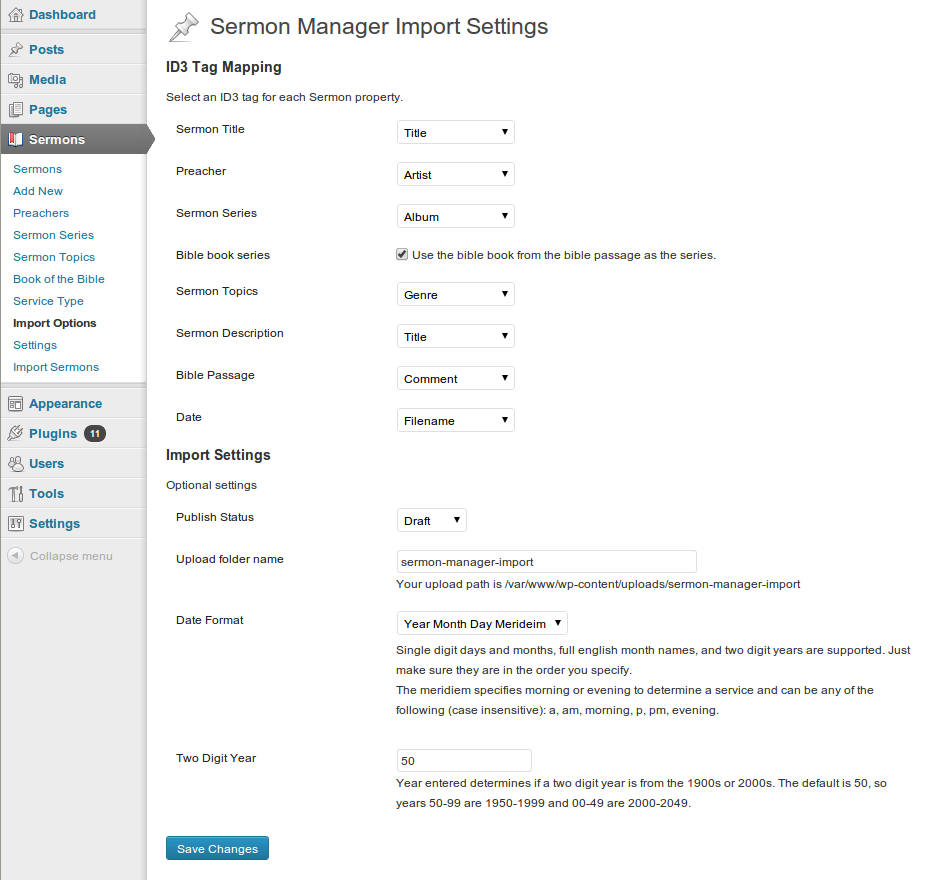 Dashboard
Posts
Media
Pages
Sermons
Sermons
Add New
Preachers
Sermon Series
Sermon Topics
Book of the Bible
Service Type
Import Options
Settings
Import Sermons
Appearance
Plugins 11
Users
Tools
Settings
Collapse menu
Sermon Manager Import Settings
ID3 Tag Mapping
Select an ID3 tag for each Sermon property.
Sermon Title Title
Preacher Artist
Sermon Series Album
Bible book series Use the bible book from the bible passage as the series.
Sermon Topics Genre
Sermon Description Title
Bible Passage Comment
Date Filename
Import Settings
Optional settings
Publish Status Draft
Upload folder name sermon-manager-import
Your upload path is /var/www/wp-content/uploads/sermon-manager-import
Date Format Year Month Day Merideim
Single digit days and months, full english month names, and two digit years are supported. Just
make sure they are in the order you specify.
The meridiem specifies morning or evening to determine a service and can be any of the
following (case insensitive): a, am, morning, p, pm, evening.
Two Digit Year 50
Year entered determines if a two digit year is from the 1900s or 2000s. The default is 50, so
years 50-99 are 1950-1999 and 00-49 are 2000-2049.
Save Changes